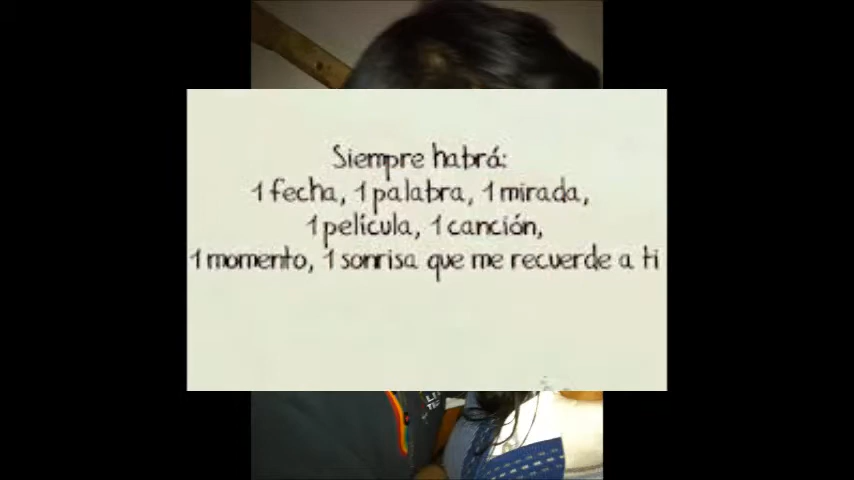 Siempre habrá:
1 fecha, 1 palabra, 1 mirada,
1 película, 1 canción,
1 momento, 1 sonrisa que me recuerde a ti